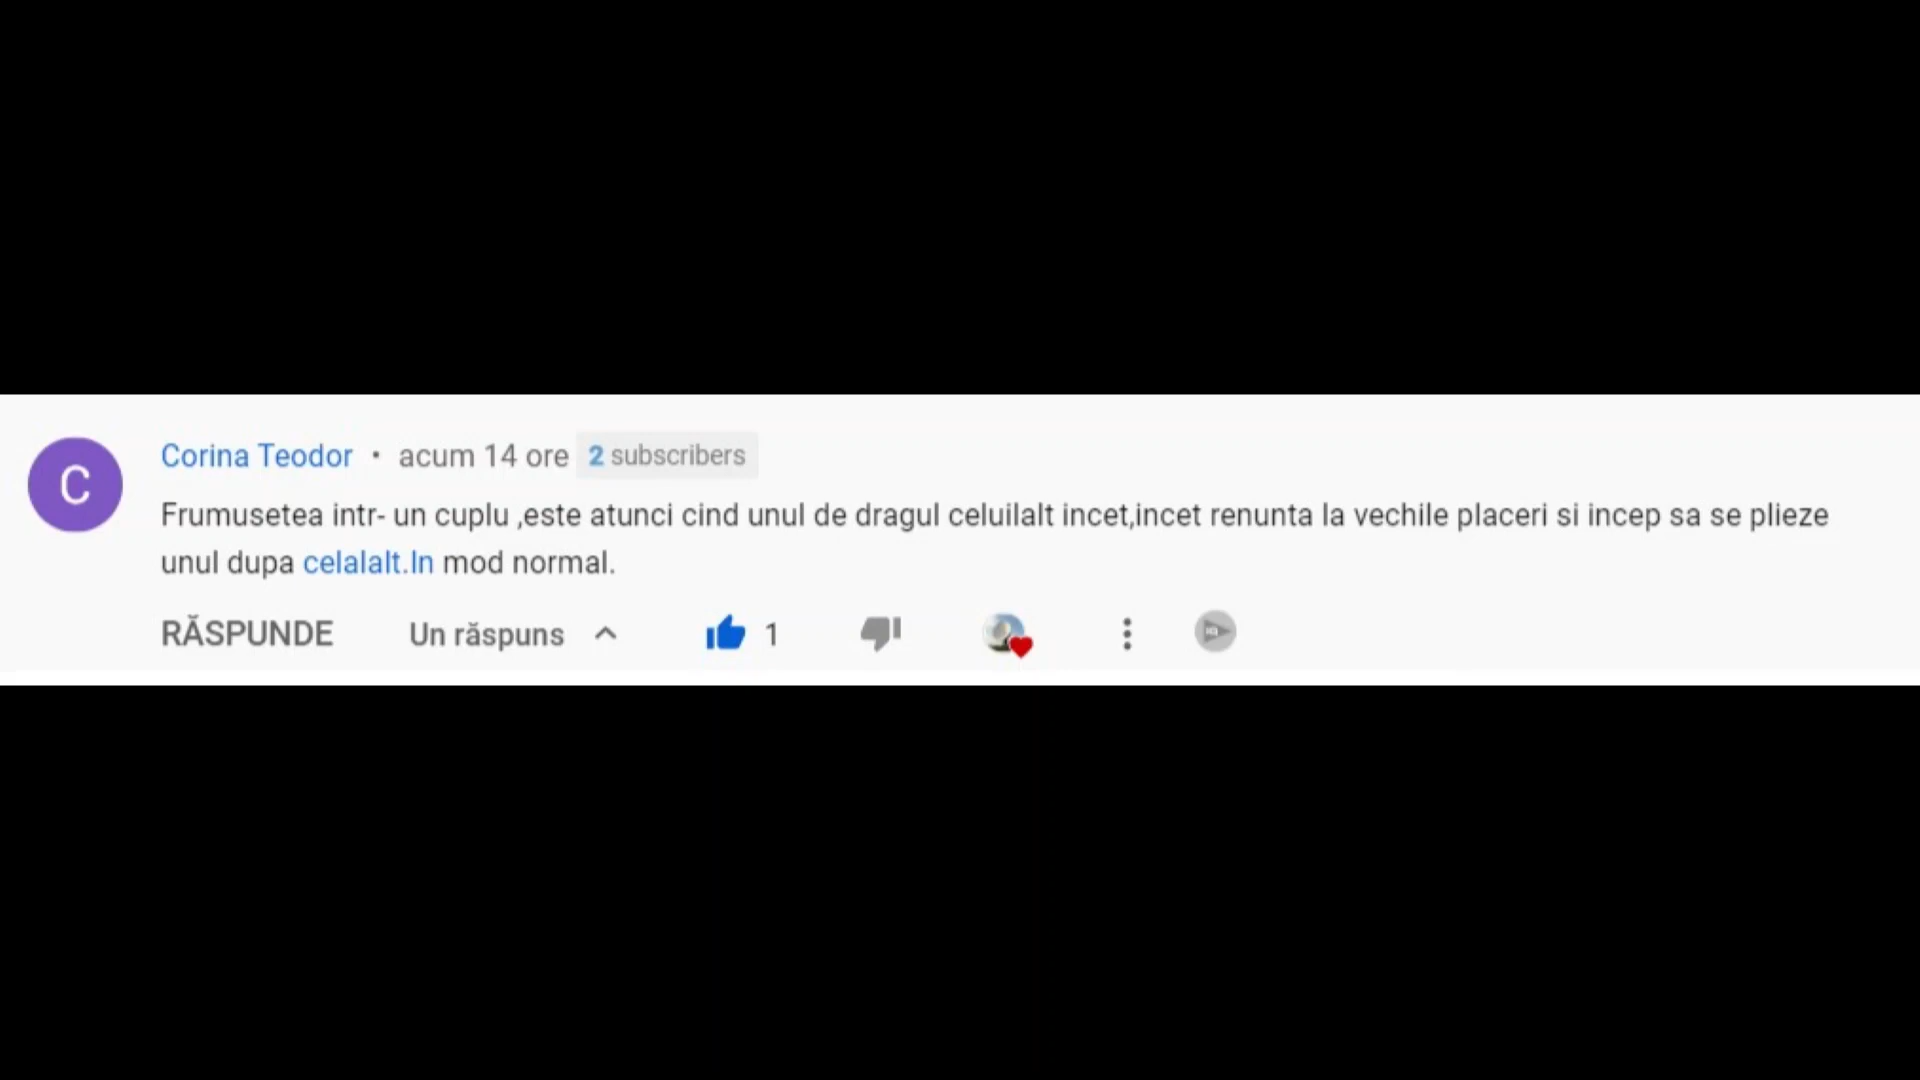 C
Corina Teodor • acum 14 ore 2 subscribers
Frumusetea intr- un cuplu ,este atunci cind unul de dragul celuilalt incet,incet renunta la vechile placeri si incep sa se plieze
unul dupa celalalt.In mod normal.
RĂSPUNDE Un răspuns 1